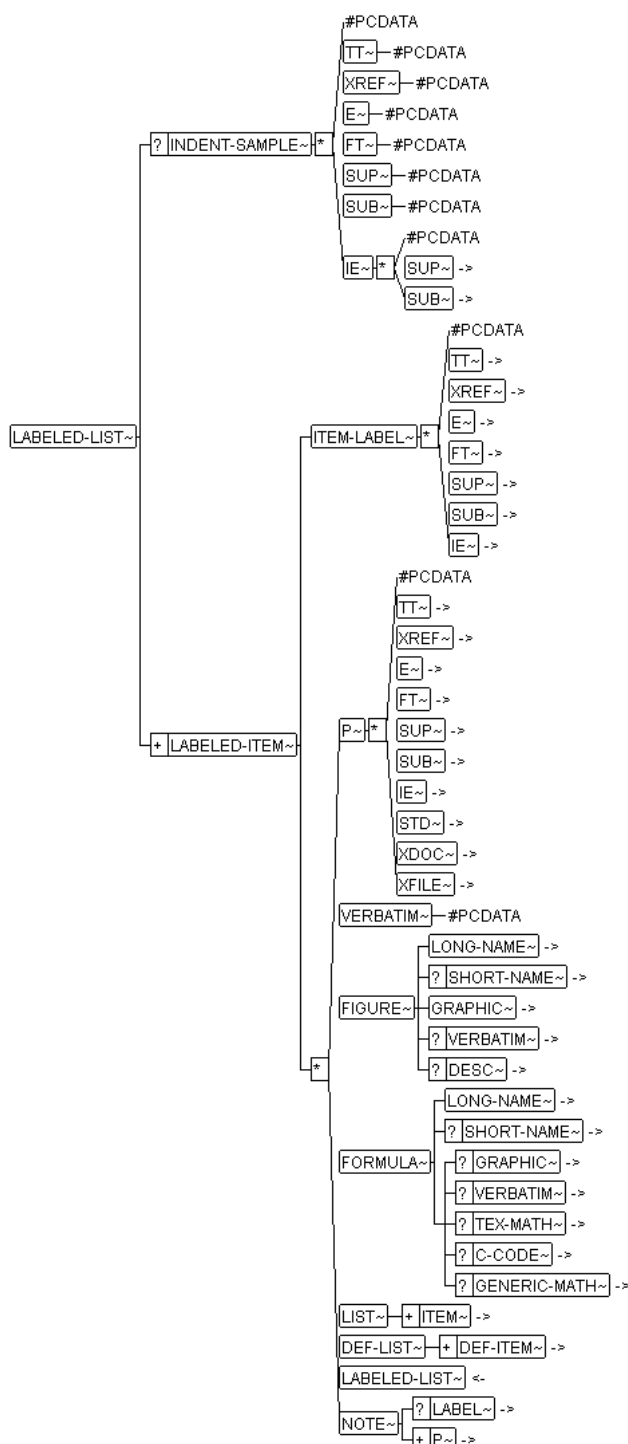 #PCDATA
TT~ #PCDATA
XREF~ #PCDATA
E~ #PCDATA
? INDENT-SAMPLE~ * FT~ #PCDATA
SUP~ #PCDATA
SUB~ #PCDATA
#PCDATA
IE~ * SUP~ ->
SUB~ ->
#PCDATA
TT~ ->
XREF~ ->
E~ ->
LABELED-LIST~ ITEM-LABEL~ * FT~ ->
SUP~ ->
SUB~ ->
IE~ ->
#PCDATA
TT~ ->
XREF~ ->
E~ ->
FT~ ->
+ LABELED-ITEM~ P~ * SUP~ ->
SUB~ ->
IE~ ->
STD~ ->
XDOC~ ->
XFILE~ ->
VERBATIM~ #PCDATA
LONG-NAME~ ->
? SHORT-NAME~ ->
FIGURE~ GRAPHIC~ ->
? VERBATIM~ ->
* ? DESC~ ->
LONG-NAME~ ->
? SHORT-NAME~ ->
FORMULA~ ? GRAPHIC~ ->
? VERBATIM~ ->
? TEX-MATH~ ->
? C-CODE~ ->
? GENERIC-MATH~ ->
LIST~ + ITEM~ ->
DEF-LIST~ + DEF-ITEM~ ->
LABELED-LIST~ <-
NOTE~ ? LABEL~ ->
+ P~ ->